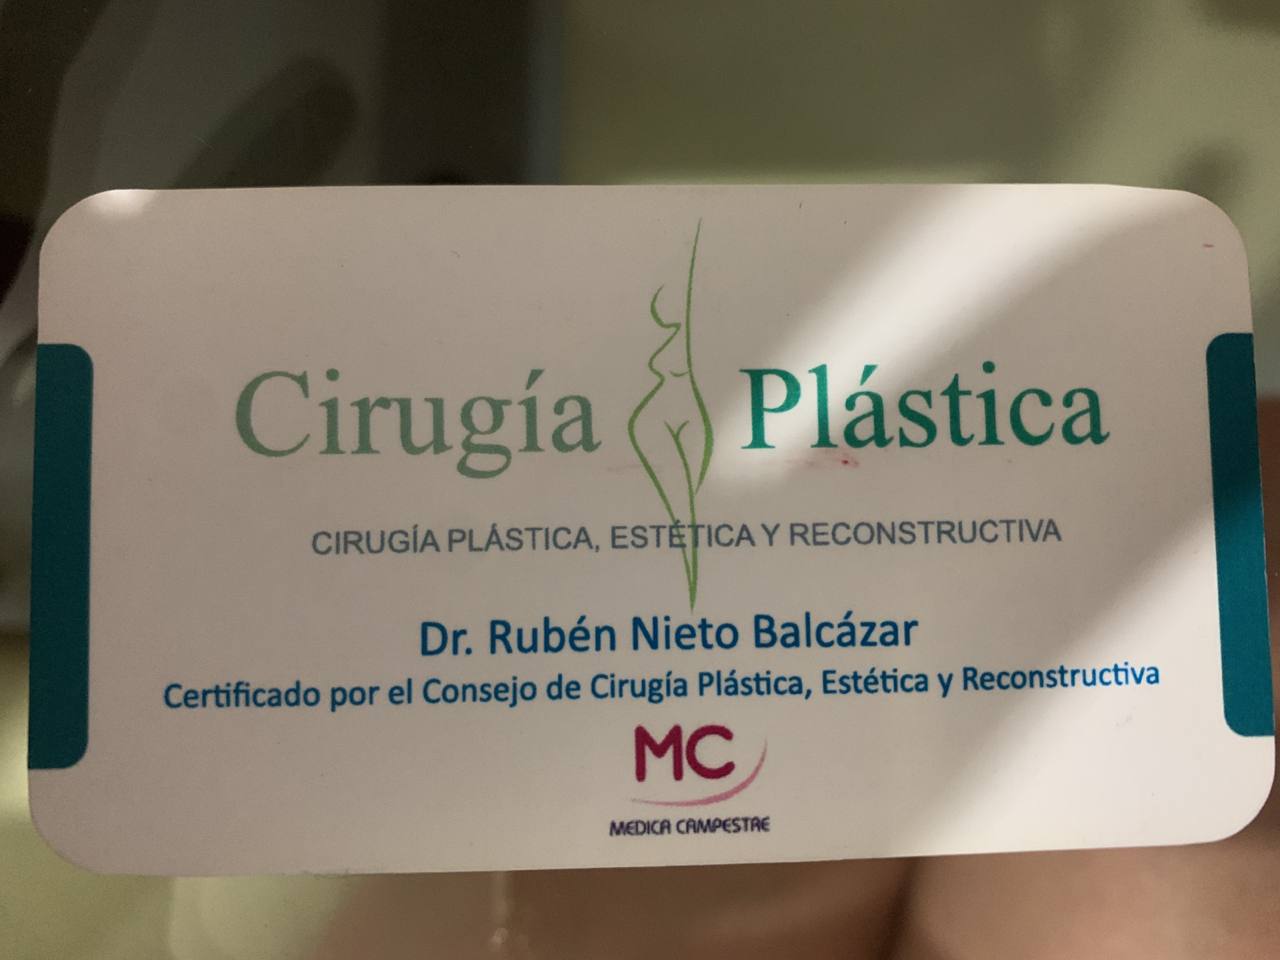 Cirugía Plástica
CIRUGÍA PLÁSTICA, ESTÉTICA Y RECONSTRUCTIVA
Dr. Rubén Nieto Balcázar
Certificado por el Consejo de Cirugía Plástica, Estética y Reconstructiva
MC
MEDICA CAMPESTRE